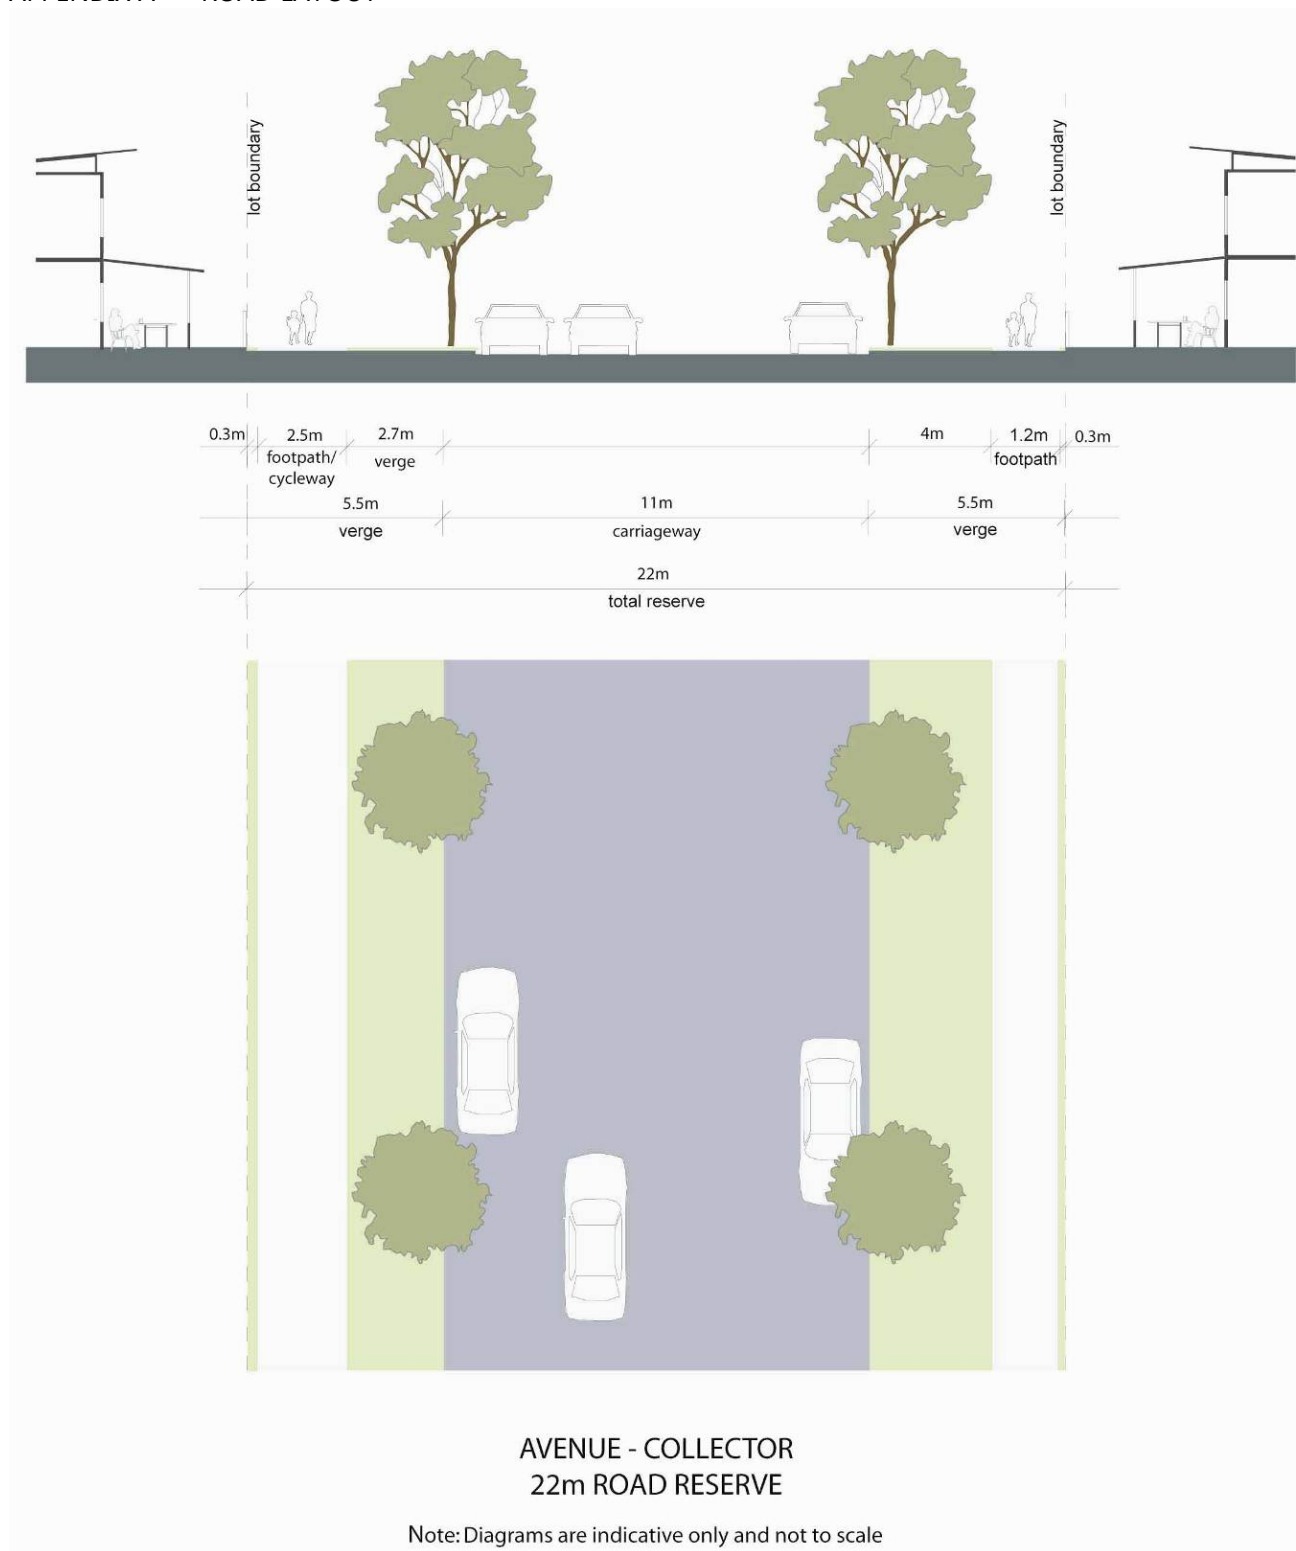 ROAD LAYOUT
lot boundary
lot boundary
0.3m 2.5m 2.7m 4m 1.2m 0.3m
footpath/ verge footpath
cycleway
5.5m 11m 5.5m
verge carriageway verge
22m
total reserve
AVENUE - COLLECTOR
22m ROAD RESERVE
Note: Diagrams are indicative only and not to scale